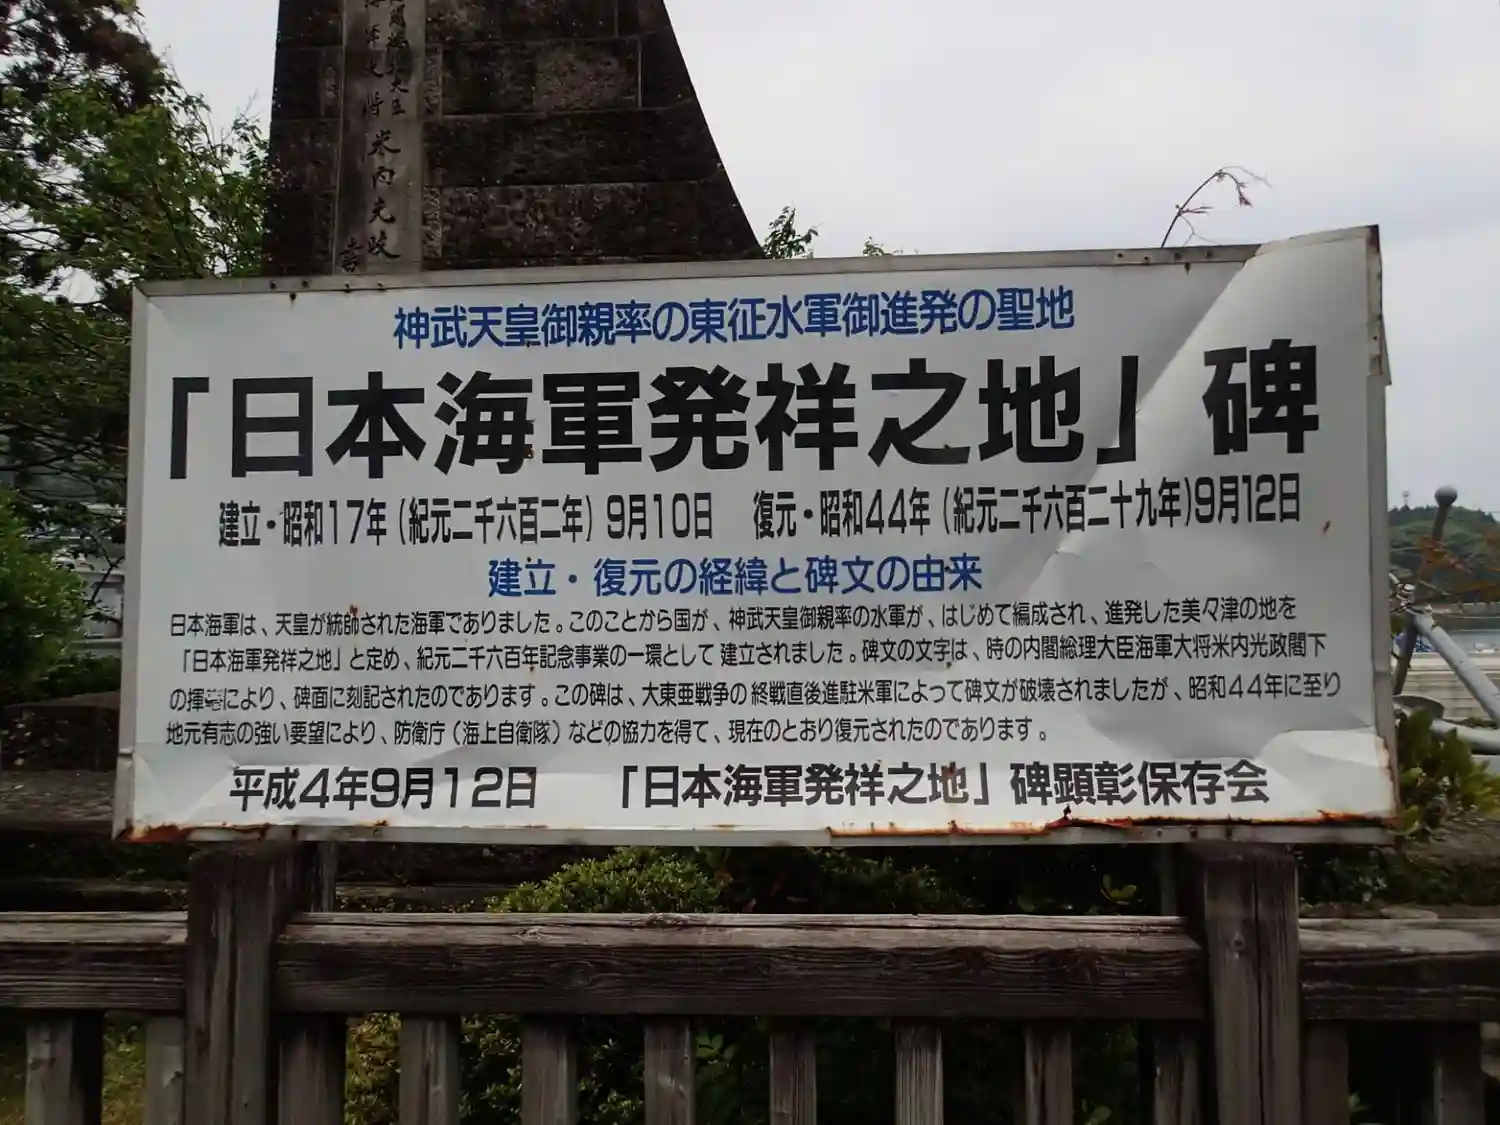 海軍大将 米内光政 書
神武天皇御親率の東征水軍御進発の聖地
「日本海軍発祥之地」碑
建立・昭和17年(紀元二千六百二年)9月10日 復元・昭和44年(紀元二千六百二十九年)9月12日
建立・復元の経緯と碑文の由来
日本海軍は、天皇が統帥された海軍でありました。このことから国が、神武天皇御親率の水軍が、はじめて編成され、進発した美々津の地を
「日本海軍発祥之地」と定め、紀元二千六百年記念事業の一環として建立されました。碑文の文字は、時の内閣総理大臣海軍大将米内光政閣下
の揮により、碑面に刻記されたのであります。この碑は、大東亜戦争の終戦直後進駐米軍によって碑文が破壊されましたが、昭和44年に至り
地元有志の強い要望により、防衛庁(海上自衛隊)などの協力を得て、現在のとおり復元されたのであります。
平成4年9月12日 「日本海軍発祥之地」碑顕彰保存会